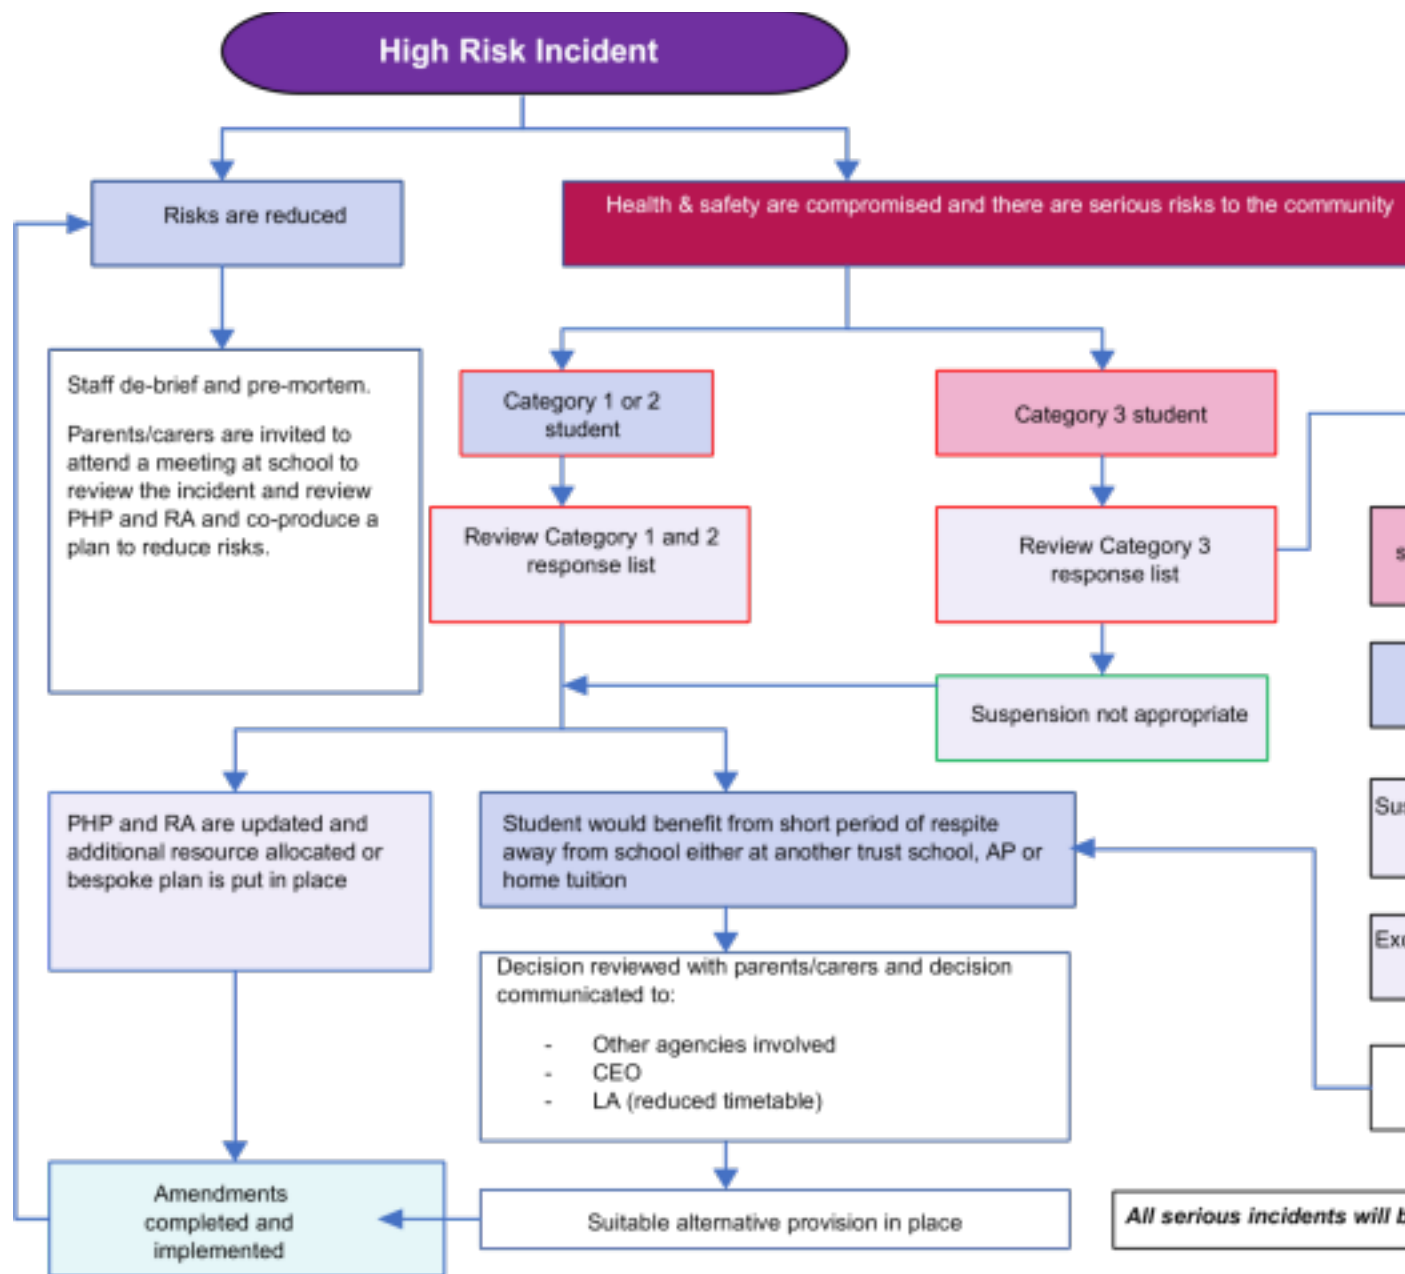 High Risk Incident
Risks are reduced
Health & safety are compromised and there are serious risks to the community
Staff de-brief and pre-mortem.
Parents/carers are invited to
attend a meeting at school to
review the incident and review
PHP and RA and co-produce a
plan to reduce risks.
Category 1 or 2
student
Category 3 student
Review Category 1 and 2
response list
Review Category 3
response list
Suspension not appropriate
PHP and RA are updated and
additional resource allocated or
bespoke plan is put in place
Student would benefit from short period of respite
away from school either at another trust school, AP or
home tuition
Decision reviewed with parents/carers and decision
communicated to:
- Other agencies involved
- CEO
- LA (reduced timetable)
Amendments
completed and
implemented
Suitable alternative provision in place
All serious incidents will